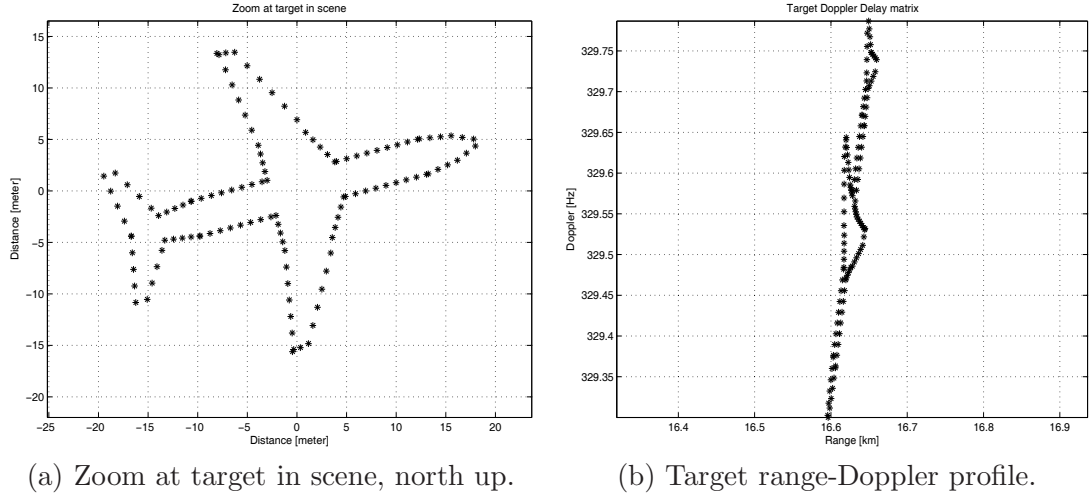 Zoom at target in scene
15
10
5
0
−5
−10
−15
−20
Distance [meter]
−25 −20 −15 −10 −5 0 5 10 15 20
Distance [meter]
(a) Zoom at target in scene, north up.
Target Doppler Delay matrix
329.75
329.7
329.65
329.6
329.55
329.5
329.45
329.4
329.35
Doppler [Hz]
16.4 16.5 16.6 16.7 16.8 16.9
Range [km]
(b) Target range-Doppler profile.